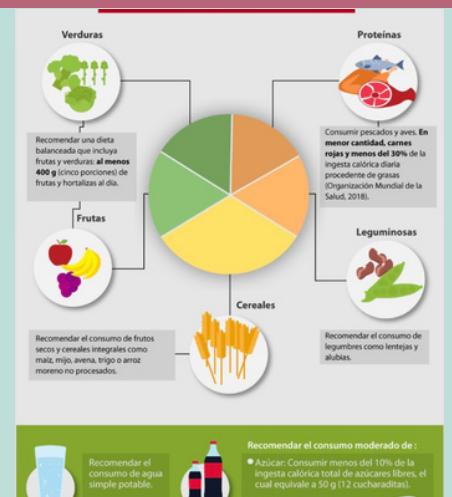 Verduras
Proteínas
Recomendar una dieta
balanceada que incluya
frutas y verduras: al menos
400 g (cinco porciones) de
frutas y hortalizas al día.
Consumir pescados y aves. En
menor cantidad, carnes
rojas y menos del 30% de la
ingesta calórica diaria
procedente de grasas
(Organización Mundial de la
Salud, 2018).
Frutas
Leguminosas
Cereales
Recomendar el consumo de frutos
secos y cereales integrales como
maíz, mijo, avena, trigo o arroz
moreno no procesados.
Recomendar el consumo de
legumbres como lentejas y
alubias.
Recomendar el
consumo de agua
simple potable.
Recomendar el consumo moderado de :
Azúcar: Consumir menos del 10% de la
ingesta calórica total de azúcares libres, el
cual equivale a 50 g (12 cucharaditas).